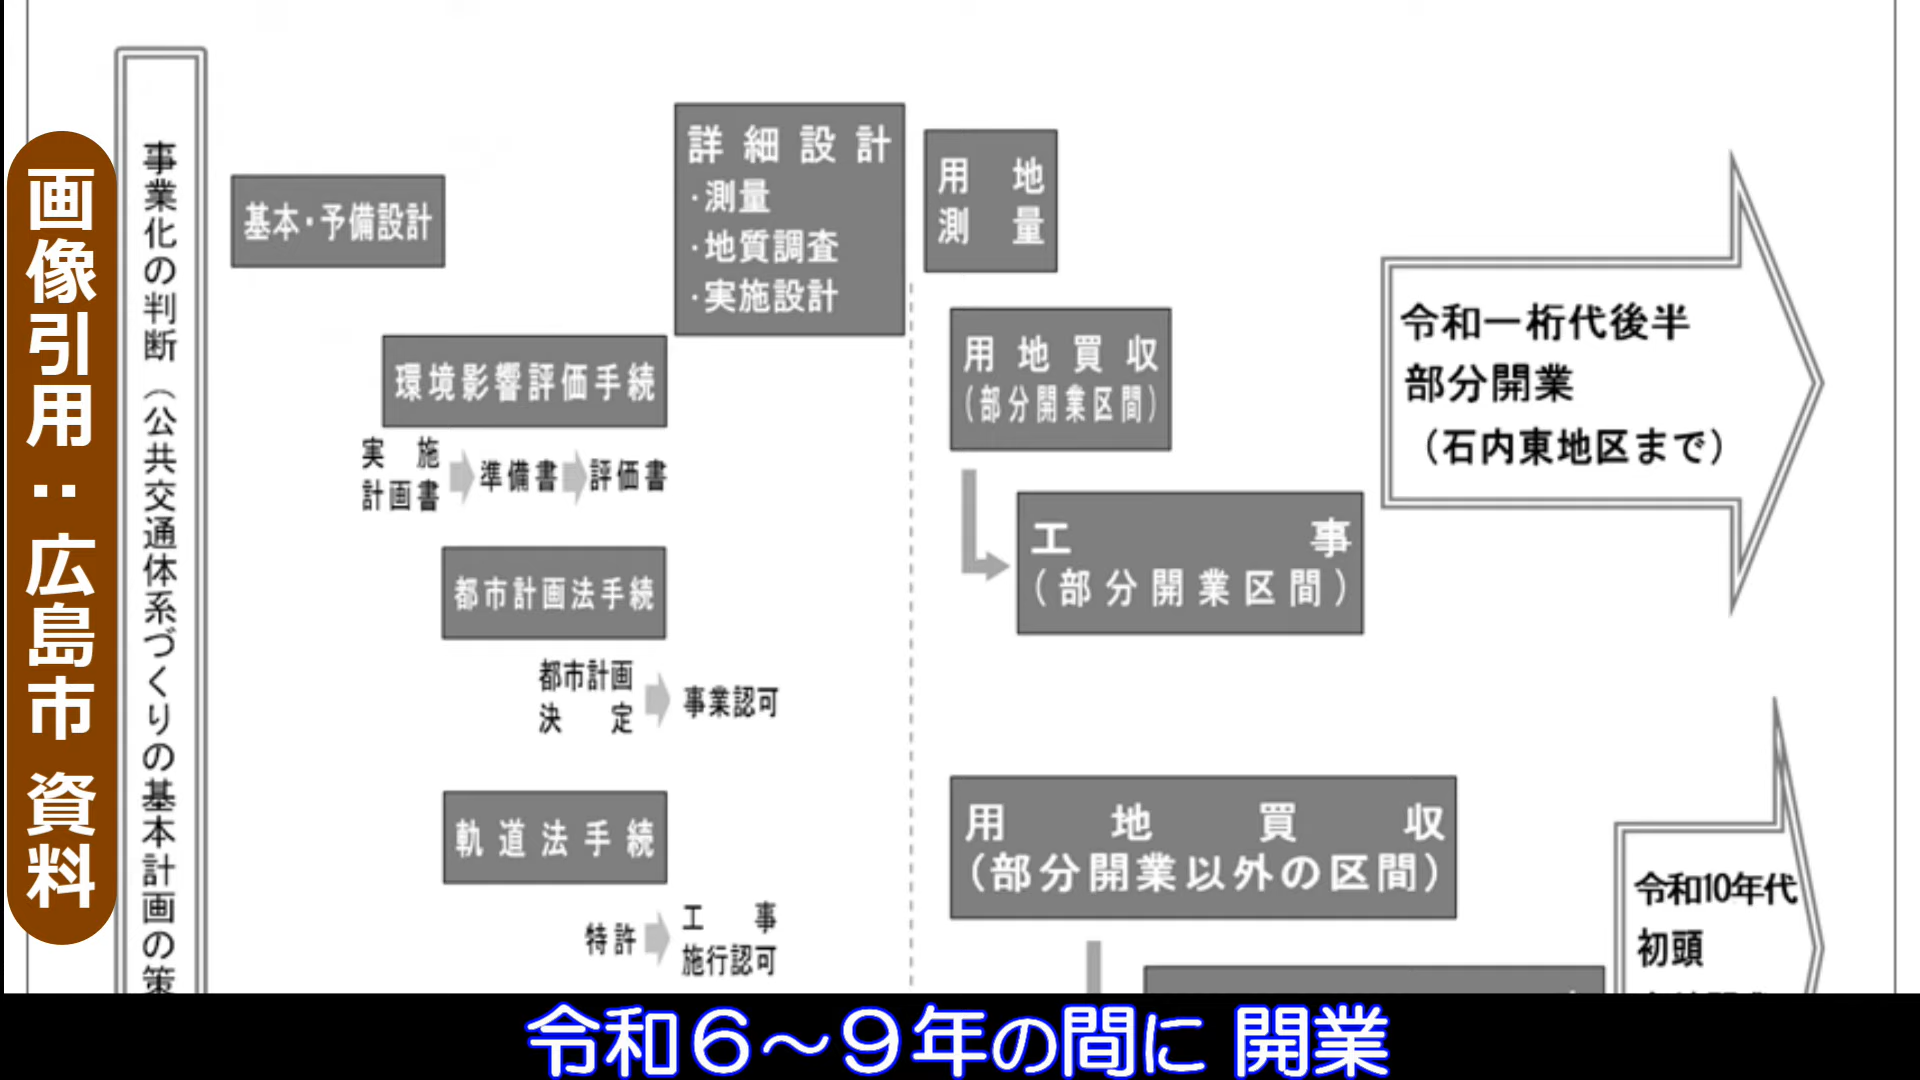 画像引用：広島市 資料
事業化の判断（公共交通体系づくりの基本計画の策
基本・予備設計
詳細設計
・測量
・地質調査
・実施設計
用地
測量
環境影響評価手続
実施
計画書
準備書
評価書
用地買収
（部分開業区間）
工事
（部分開業区間）
令和一桁代後半
部分開業
（石内東地区まで）
都市計画法手続
都市計画
決定
事業認可
軌道法手続
特許
工事
施行認可
用地買収
（部分開業以外の区間）
令和10年代
初頭
令和６～９年の間に 開業